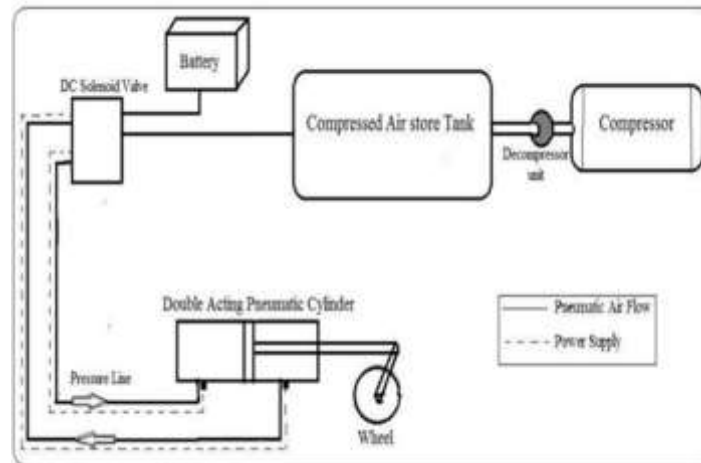 Battery
DC Solenoid Valve
Compressed Air store Tank
Compressor
Decompressor
unit
Double Acting Pneumatic Cylinder
Pneumatic Air Flow
Power Supply
Pressure Line
Wheel